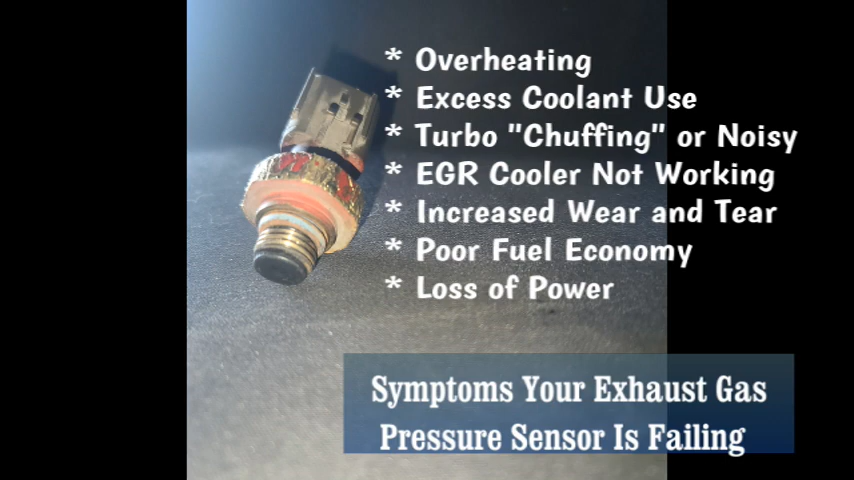 * Overheating
* Excess Coolant Use
* Turbo "Chuffing" or Noisy
* EGR Cooler Not Working
* Increased Wear and Tear
* Poor Fuel Economy
* Loss of Power
Symptoms Your Exhaust Gas
Pressure Sensor Is Failing